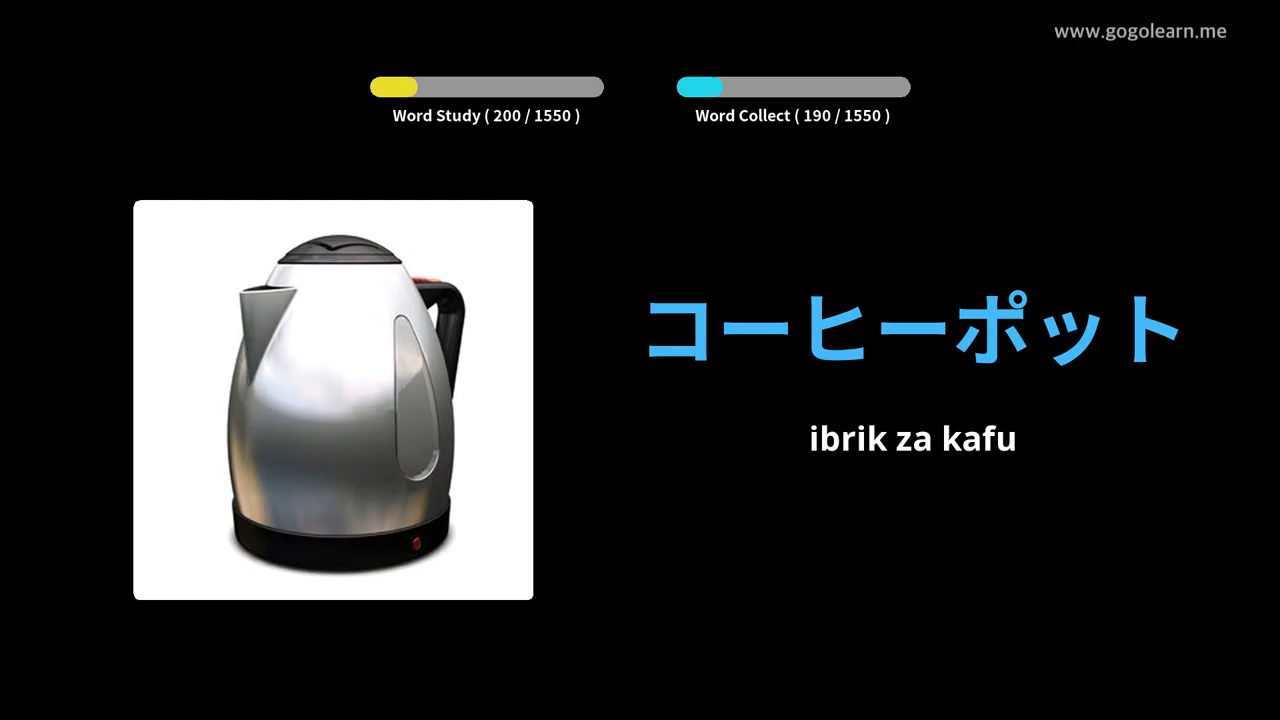 www.gogolearn.me
Word Study ( 200 / 1550 )
Word Collect ( 190 / 1550 )
コーヒーポット
ibrik za kafu